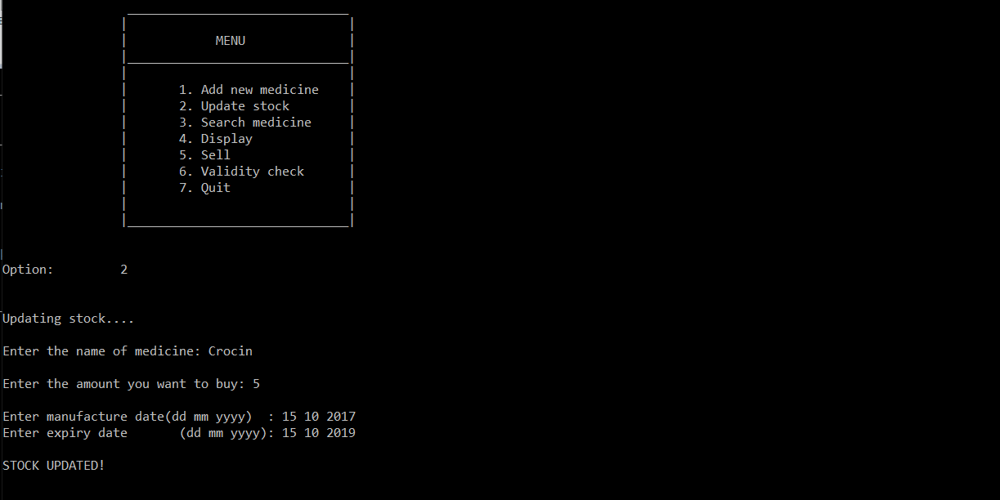 MENU
1. Add new medicine
2. Update stock
3. Search medicine
4. Display
5. Sell
6. Validity check
7. Quit
Option: 2
Updating stock....
Enter the name of medicine: Crocin
Enter the amount you want to buy: 5
Enter manufacture date(dd mm yyyy) : 15 10 2017
Enter expiry date (dd mm yyyy): 15 10 2019
STOCK UPDATED!